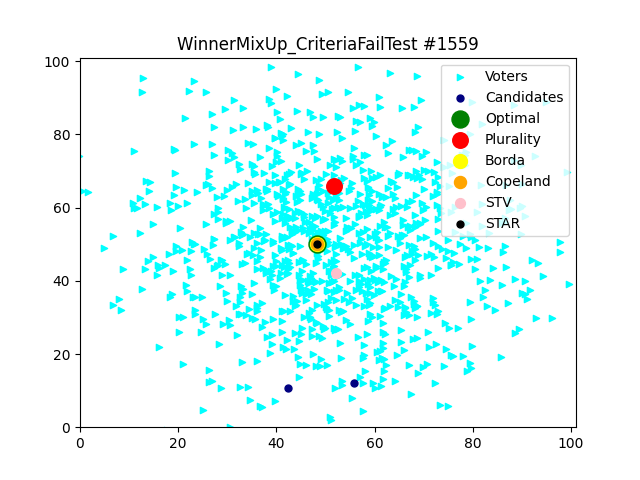 WinnerMixUp_CriteriaFailTest #1559
100
80
60
40
20
0
0
20
40
60
80
100
Voters
Candidates
Optimal
Plurality
Borda
Copeland
STV
STAR